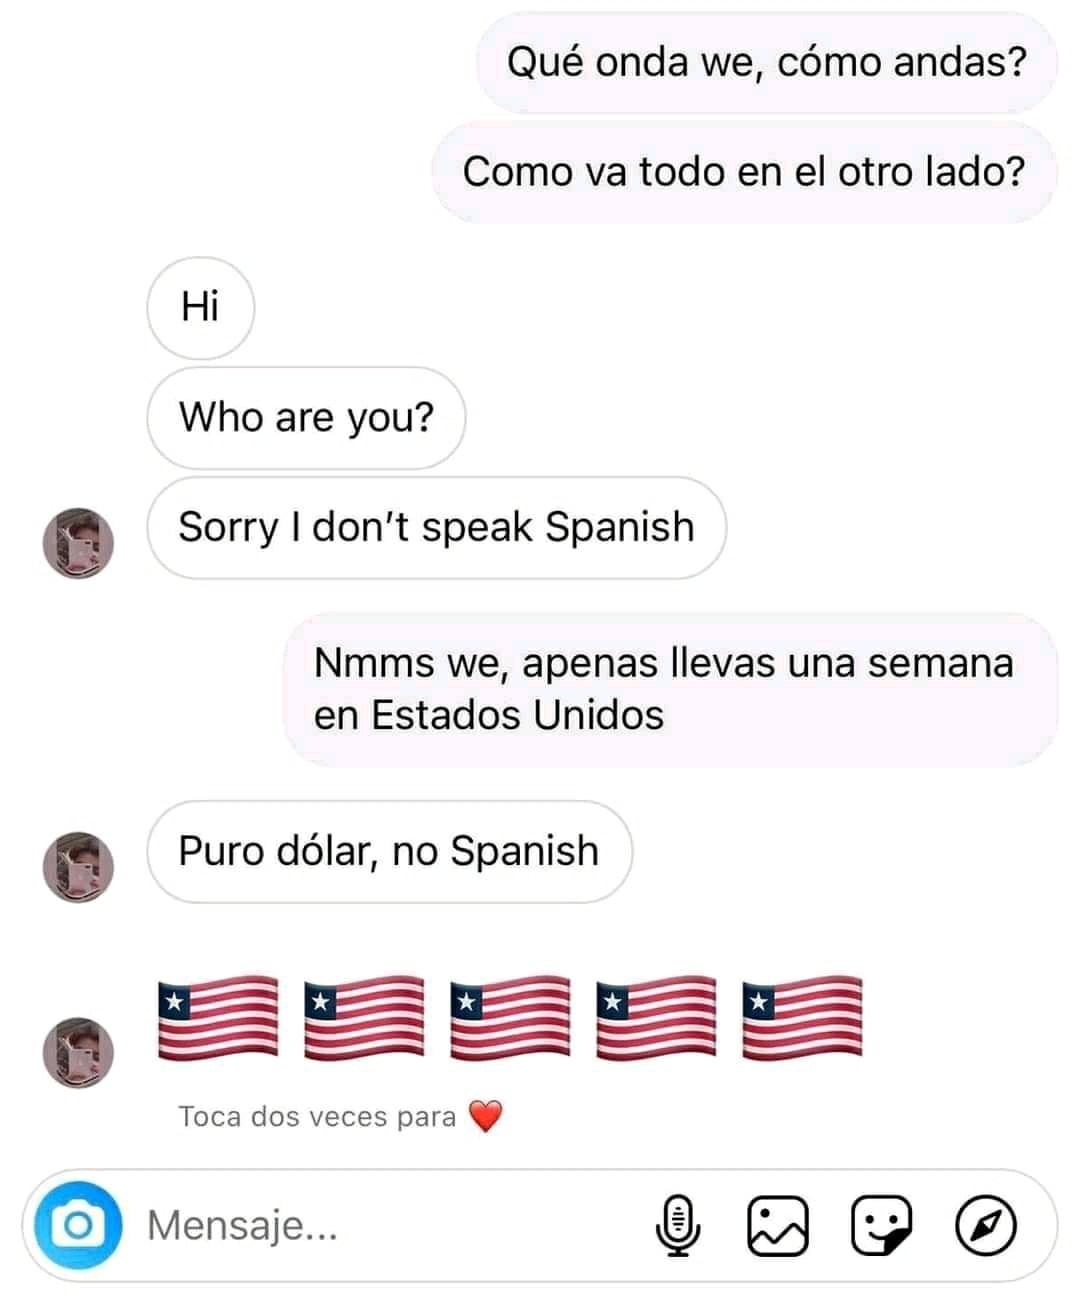 Qué onda we, cómo andas?
Como va todo en el otro lado?
Hi
Who are you?
Sorry I don't speak Spanish
Nmms we, apenas llevas una semana
en Estados Unidos
Puro dólar, no Spanish
🇱🇷 🇱🇷 🇱🇷 🇱🇷 🇱🇷
Toca dos veces para ❤️
Mensaje...